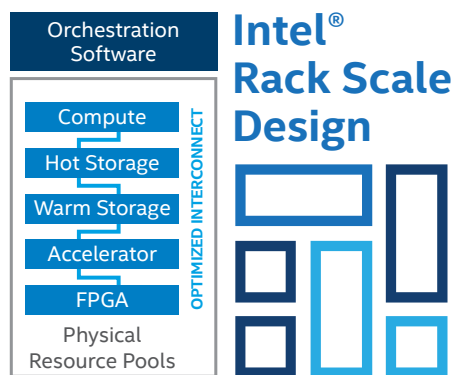 Orchestration
Software
Compute
Hot Storage
Warm Storage
Accelerator
FPGA
OPTIMIZED INTERCONNECT
Physical
Resource Pools
Intel®
Rack Scale
Design